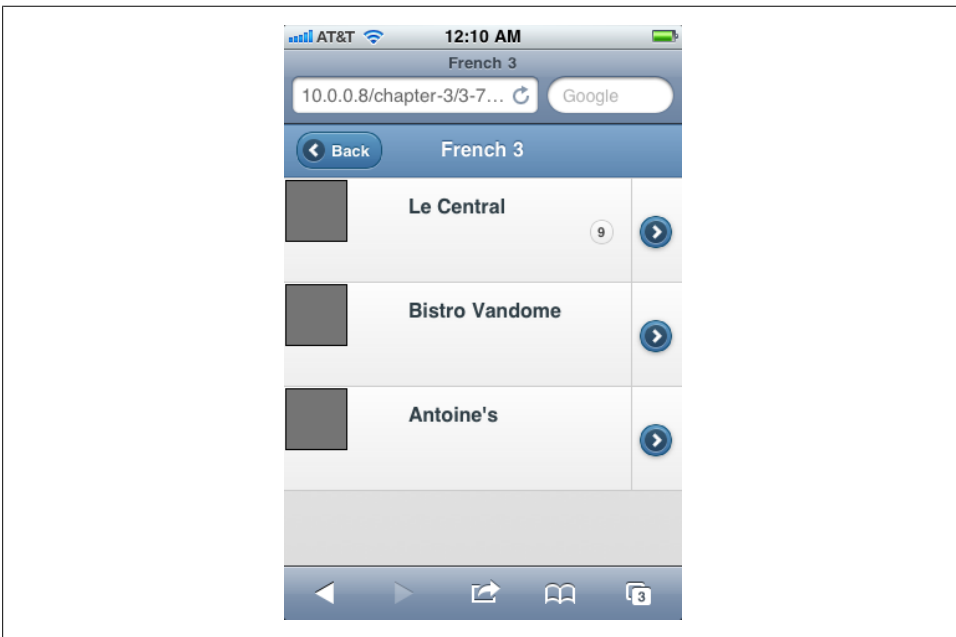 AT&T 12:10 AM
French 3
10.0.0.8/chapter-3/3-7... Google
Back French 3
Le Central
9
Bistro Vandome
Antoine's
3